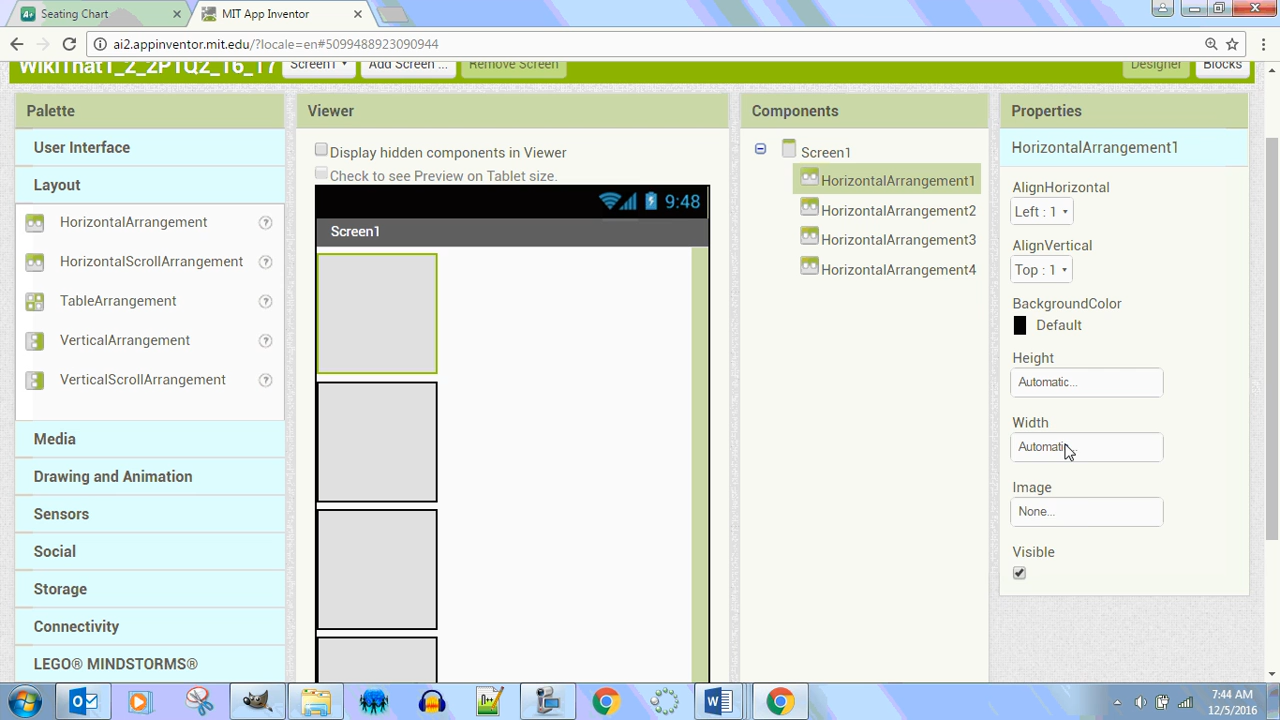 Seating Chart
MIT App Inventor
ai2.appinventor.mit.edu/?locale=en#5099488923090944
WikiThat1_2_2P1Q2_16_17
Screen1
Add Screen ...
Remove Screen
Designer
Blocks
Palette
Viewer
Components
Properties
User Interface
Layout
HorizontalArrangement
HorizontalScrollArrangement
TableArrangement
VerticalArrangement
VerticalScrollArrangement
Media
Drawing and Animation
Sensors
Social
Storage
Connectivity
LEGO® MINDSTORMS®
Display hidden components in Viewer
Check to see Preview on Tablet size.
9:48
Screen1
Screen1
HorizontalArrangement1
HorizontalArrangement2
HorizontalArrangement3
HorizontalArrangement4
HorizontalArrangement1
AlignHorizontal
Left : 1
AlignVertical
Top : 1
BackgroundColor
Default
Height
Automatic...
Width
Automatic
Image
None...
Visible
7:44 AM
12/5/2016